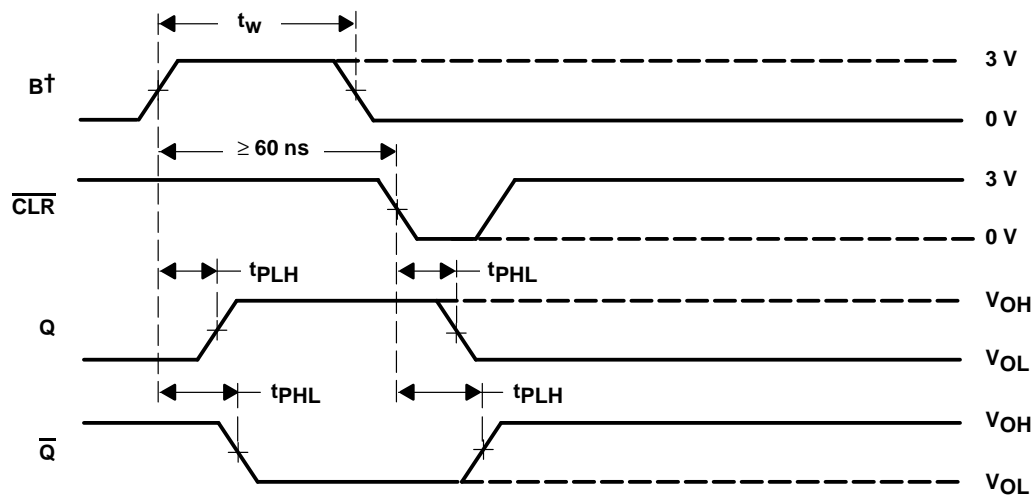 tw
B† 3 V
0 V
≥ 60 ns
CLR 3 V
0 V
tPLH tPHL
Q VOH
VOL
tPHL tPLH
Q VOH
VOL